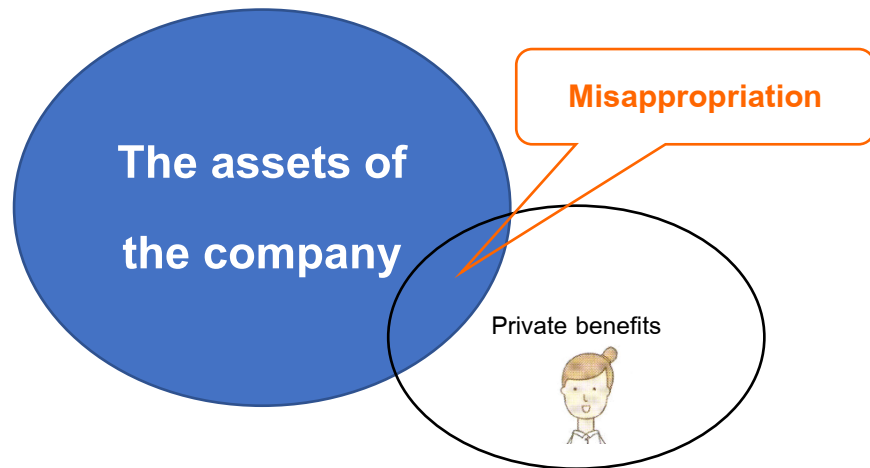 Misappropriation
The assets of
the company
Private benefits